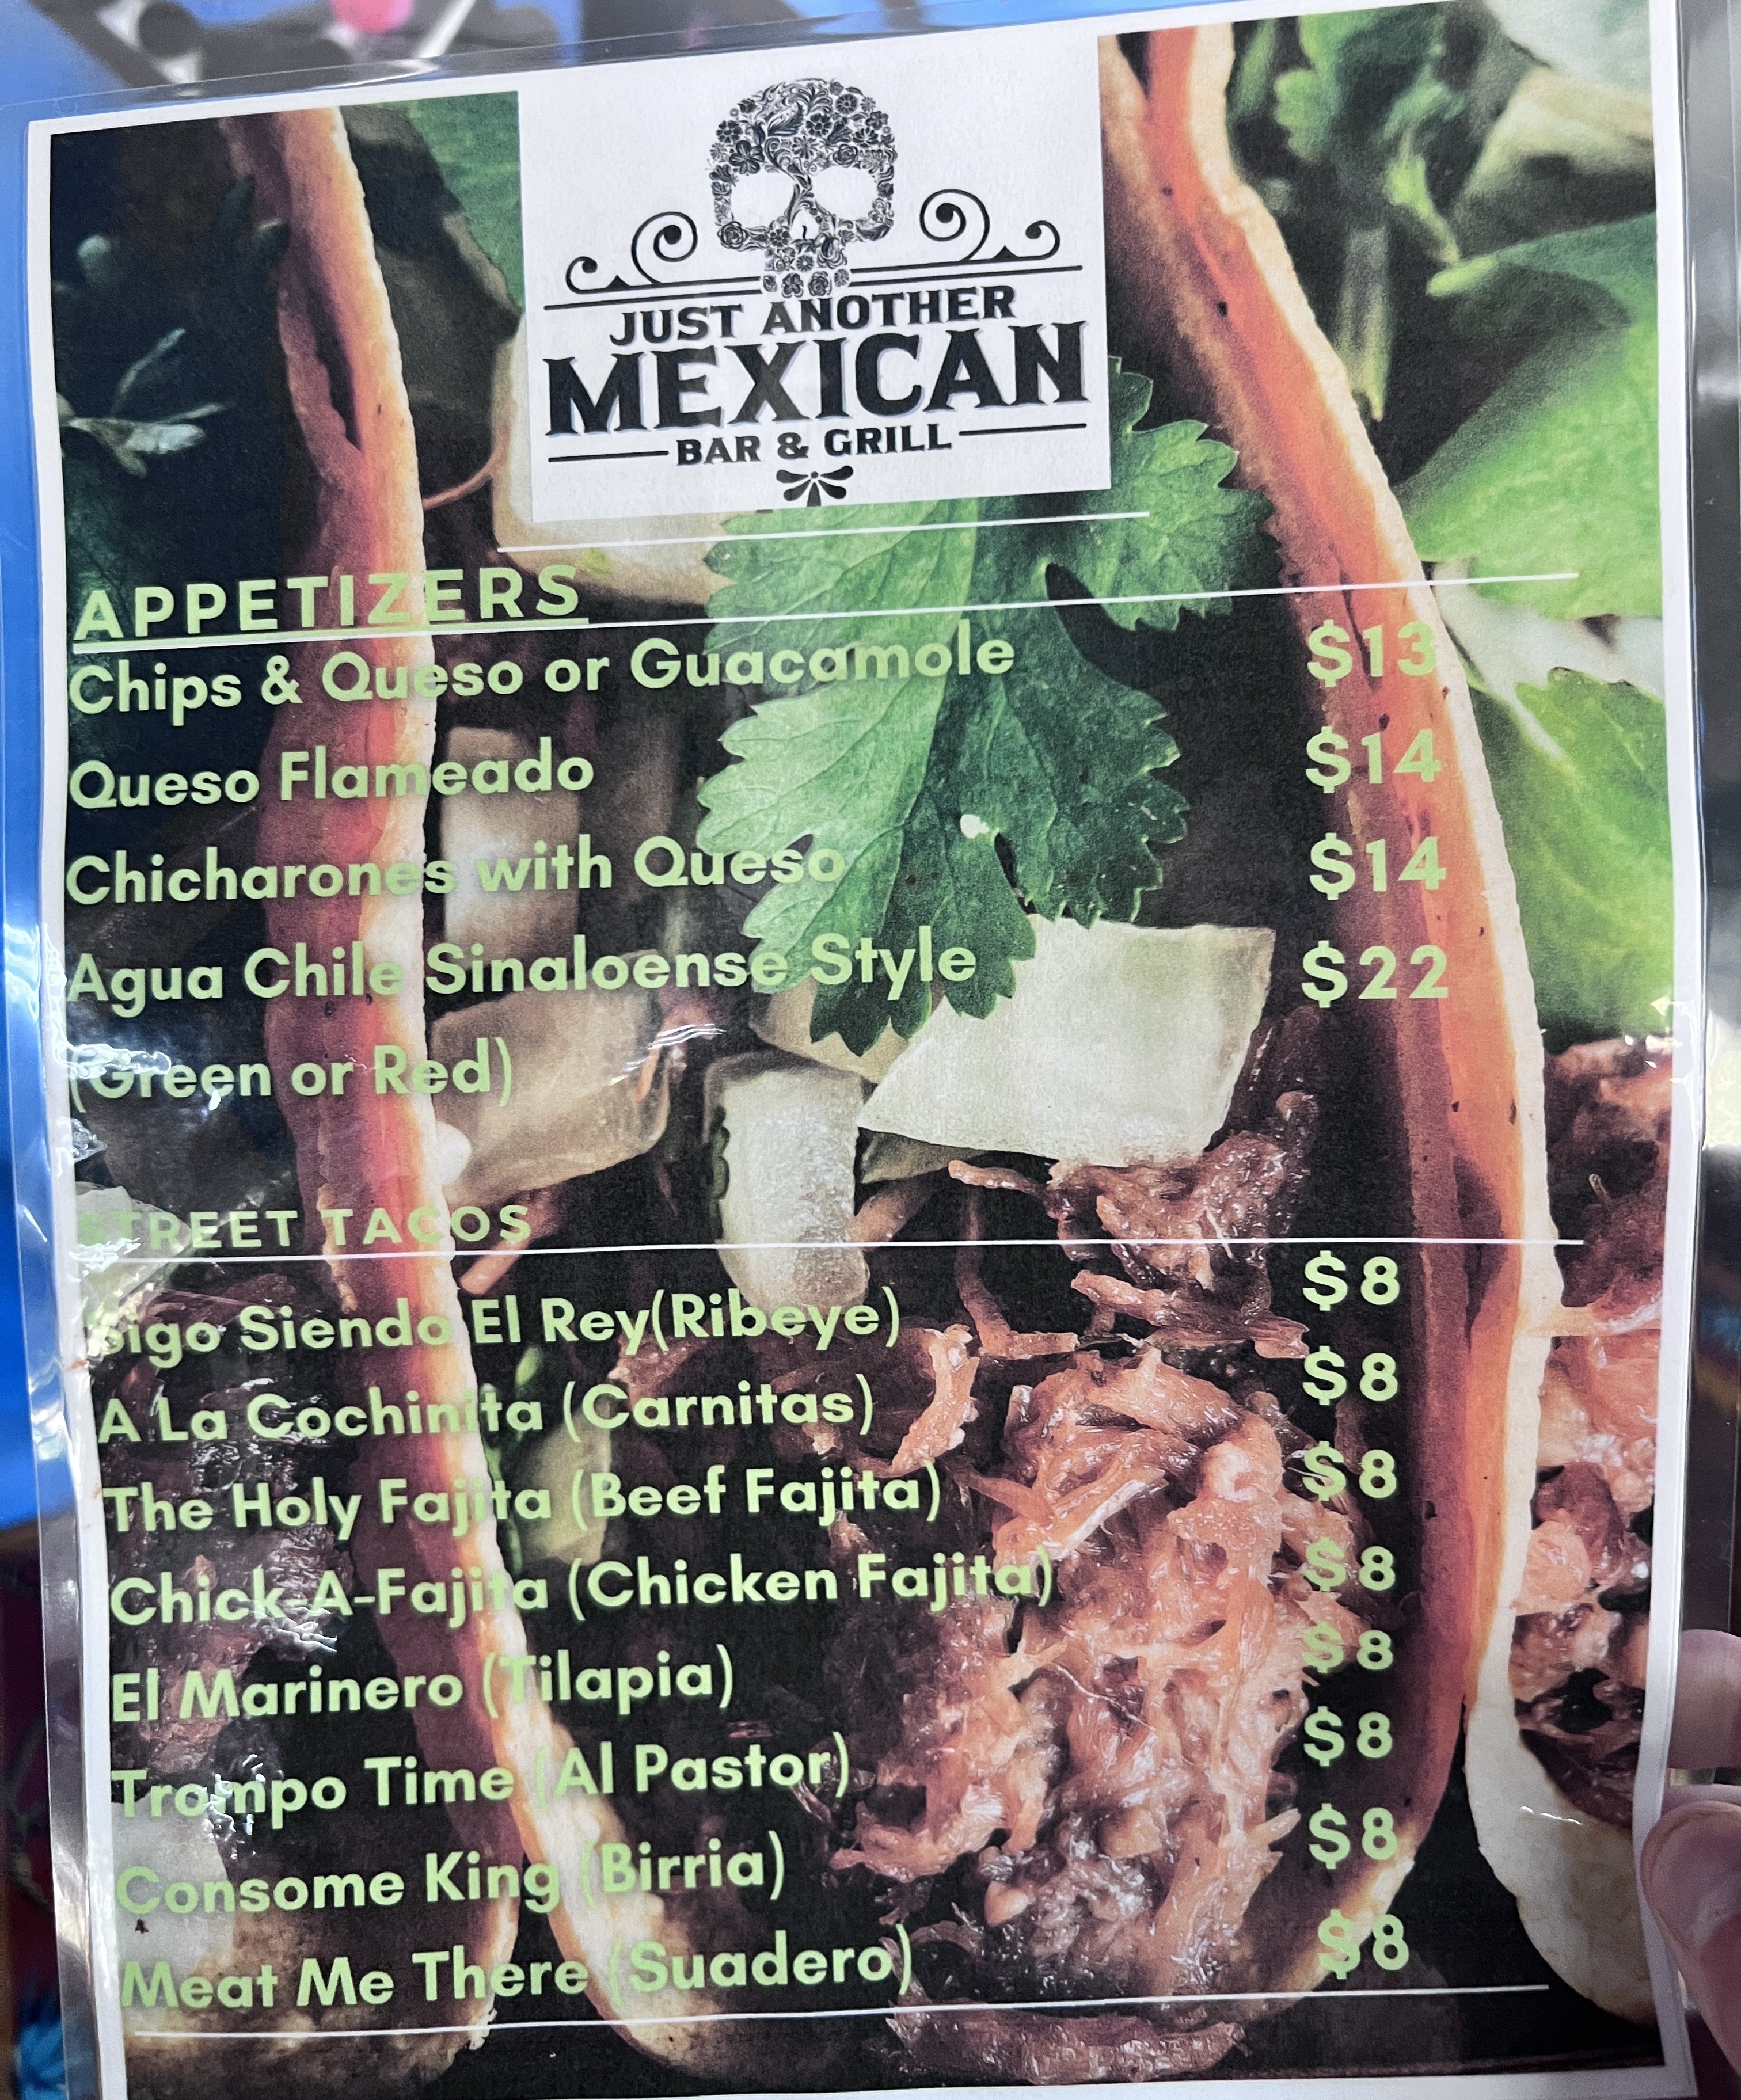 JUST ANOTHER
MEXICAN
BAR & GRILL
APPETIZERS
Chips & Queso or Guacamole $13
Queso Flameado $14
Chicharones with Queso $14
Agua Chile Sinaloense Style $22
(Green or Red)
STREET TACOS
Sigo Siendo El Rey(Ribeye) $8
A La Cochinita (Carnitas) $8
The Holy Fajita (Beef Fajita) $8
Chick-A-Fajita (Chicken Fajita) $8
El Marinero (Tilapia) $8
Trompo Time (Al Pastor) $8
Consome King (Birria) $8
Meat Me There (Suadero) $8